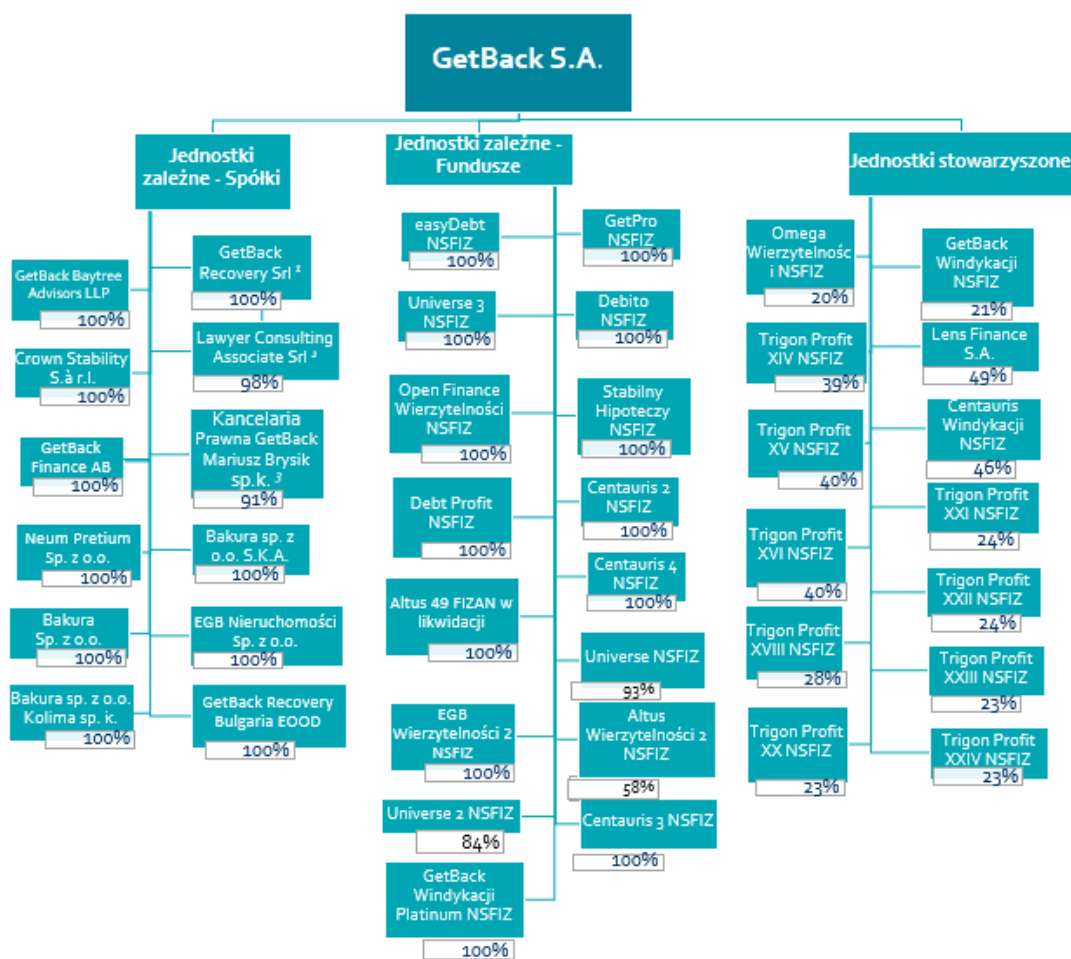 GetBack S.A.
Jednostki
zależne - Spółki
GetBack Baytree
Advisors LLP
100%
GetBack
Recovery Srl ²
100%
Crown Stability
S.à r.l.
100%
Lawyer Consulting
Associate Srl ²
98%
GetBack
Finance AB
100%
Kancelaria
Prawna GetBack
Mariusz Brysik
sp.k. ³
91%
Neum Pretium
Sp. z o.o.
100%
Bakura sp. z
o.o. S.K.A.
100%
Bakura
Sp. z o.o.
100%
EGB Nieruchomości
Sp. z o.o.
100%
Bakura sp. z o.o.
Kolima sp. k.
100%
GetBack Recovery
Bulgaria EOOD
100%
Jednostki zależne -
Fundusze
easyDebt
NSFIZ
100%
GetPro
NSFIZ
100%
Universe 3
NSFIZ
100%
Debito
NSFIZ
100%
Open Finance
Wierzytelności
NSFIZ
100%
Stabilny
Hipoteczy
NSFIZ
100%
Debt Profit
NSFIZ
100%
Centauris 2
NSFIZ
100%
Altus 49 FIZAN w
likwidacji
100%
Centauris 4
NSFIZ
100%
Universe NSFIZ
93%
EGB
Wierzytelności 2
NSFIZ
100%
Altus
Wierzytelności 2
NSFIZ
58%
Universe 2 NSFIZ
84%
Centauris 3 NSFIZ
100%
GetBack
Windykacji
Platinum NSFIZ
100%
Jednostki stowarzyszone
Omega
Wierzytelnośc
i NSFIZ
20%
GetBack
Windykacji
NSFIZ
21%
Trigon Profit
XIV NSFIZ
39%
Lens Finance
S.A.
49%
Trigon Profit
XV NSFIZ
40%
Centauris
Windykacji
NSFIZ
46%
Trigon Profit
XVI NSFIZ
40%
Trigon Profit
XXI NSFIZ
24%
Trigon Profit
XVIII NSFIZ
28%
Trigon Profit
XXII NSFIZ
24%
Trigon Profit
XXIII NSFIZ
23%
Trigon Profit
XX NSFIZ
23%
Trigon Profit
XXIV NSFIZ
23%